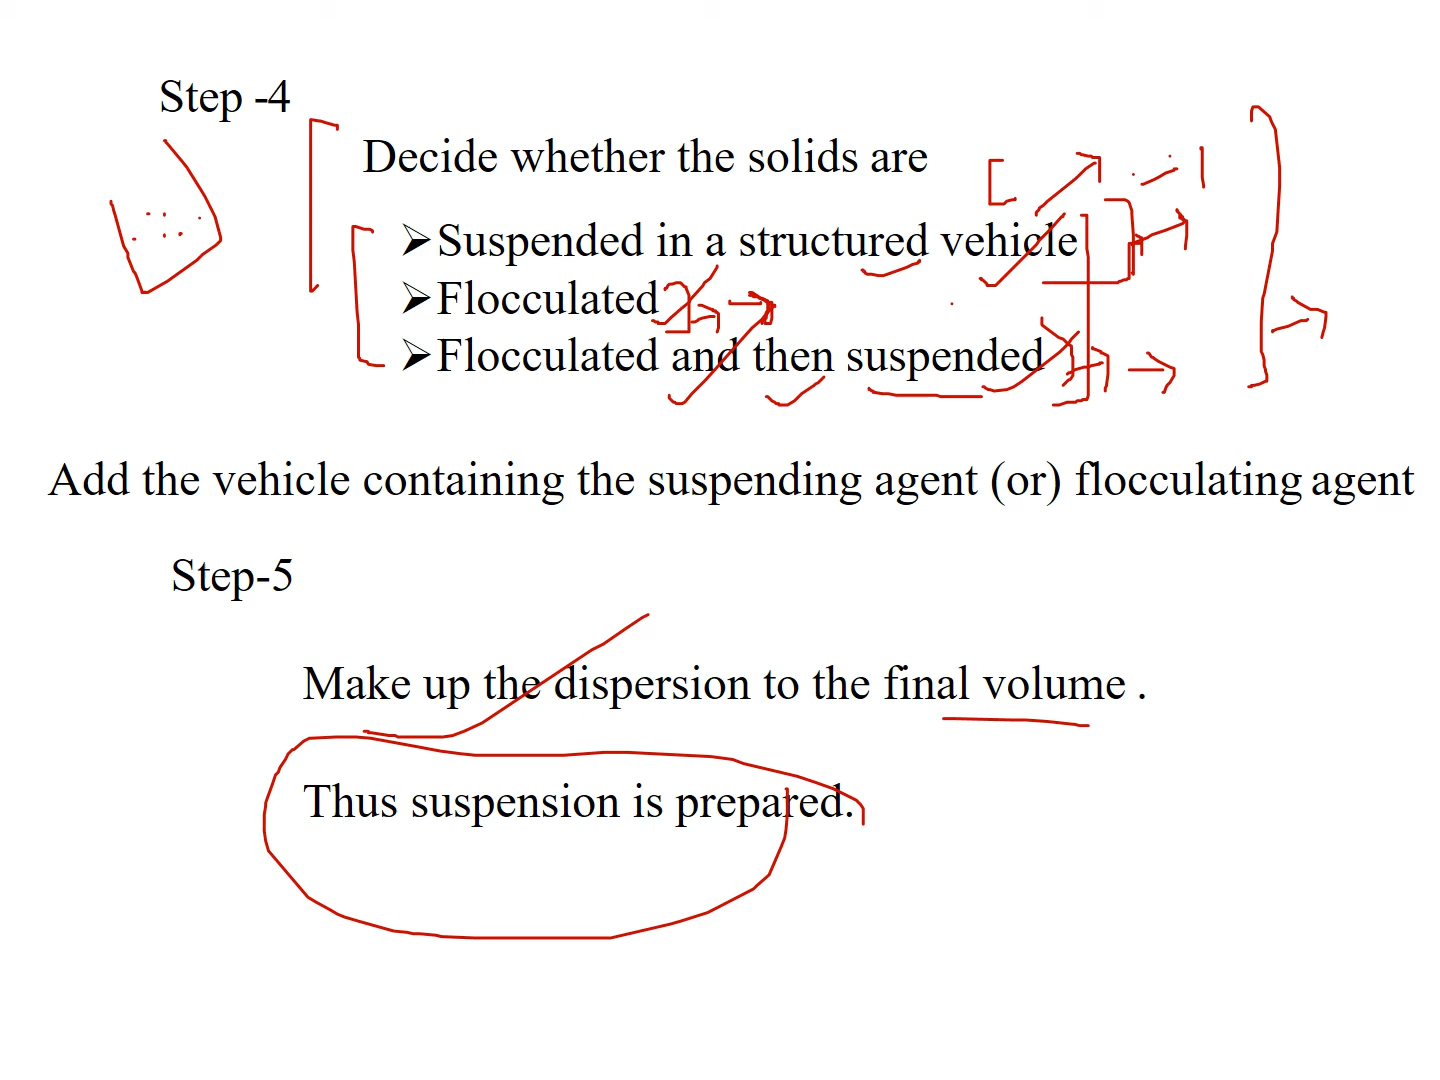 Step -4
Decide whether the solids are
➢Suspended in a structured vehicle
➢Flocculated
➢Flocculated and then suspended
Add the vehicle containing the suspending agent (or) flocculating agent
Step-5
Make up the dispersion to the final volume .
Thus suspension is prepared.